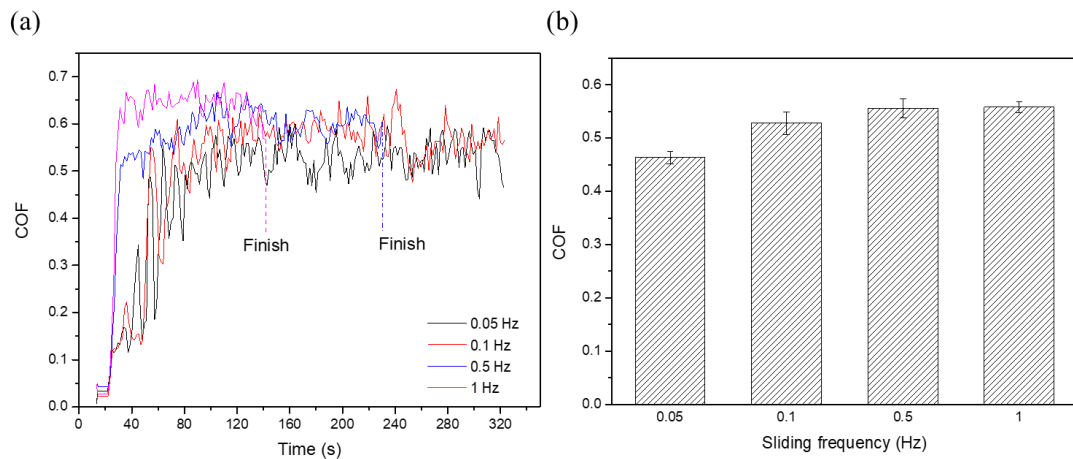 (a)
(b)
COF
0.7
0.6
0.5
0.4
0.3
0.2
0.1
0.0
Finish
Finish
0.05 Hz
0.1 Hz
0.5 Hz
1 Hz
0 40 80 120 160 200 240 280 320
Time (s)
COF
0.6
0.5
0.4
0.3
0.2
0.1
0.0
0.05 0.1 0.5 1
Sliding frequency (Hz)